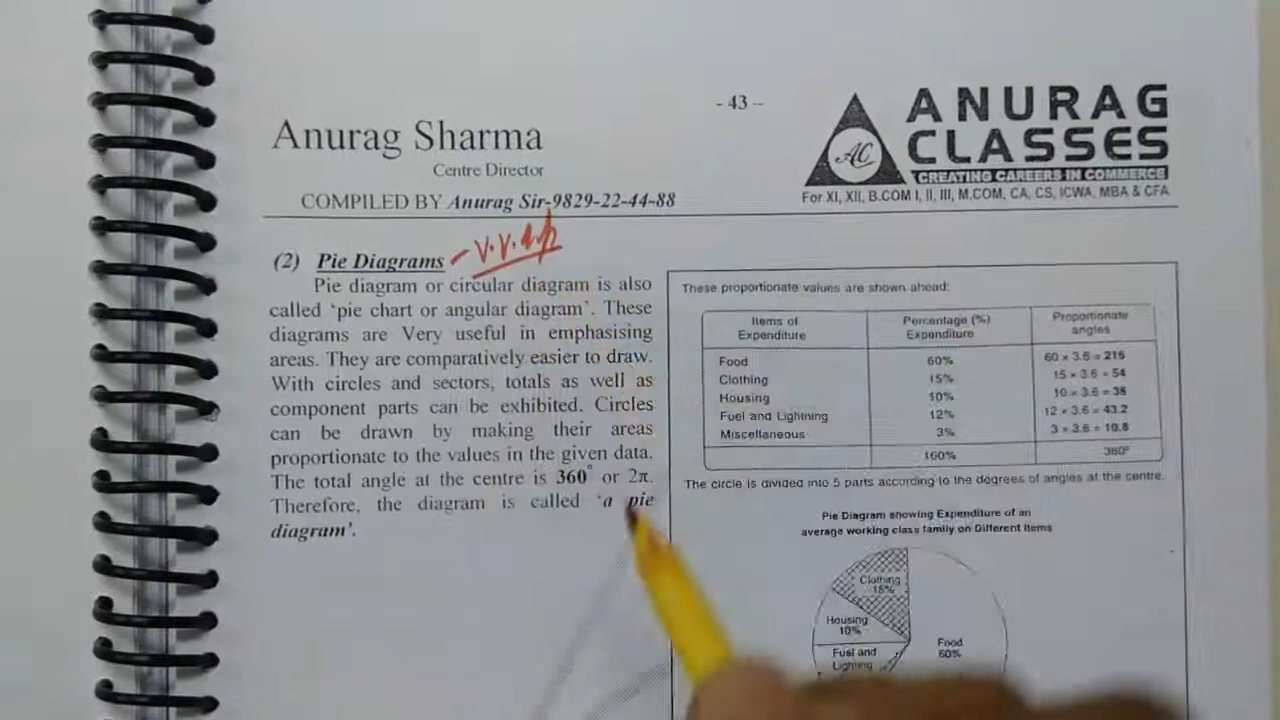 - 43 --
Anurag Sharma
Centre Director
COMPILED BY Anurag Sir-9829-22-44-88
AC
ANURAG
CLASSES
CREATING CAREERS IN COMMERCE
For XI, XII, B.COM I, II, III, M.COM, CA, CS, ICWA, MBA & CFA
(2) Pie Diagrams - V.V.Imp
Pie diagram or circular diagram is also
called 'pie chart or angular diagram'. These
diagrams are Very useful in emphasising
areas. They are comparatively easier to draw.
With circles and sectors, totals as well as
component parts can be exhibited. Circles
can be drawn by making their areas
proportionate to the values in the given data.
The total angle at the centre is 360° or 2π.
Therefore, the diagram is called 'a pie
diagram'.
These proportionate values are shown ahead:
Items of Expenditure Percentage (%) Expenditure Proportionate angles
Food 60% 60 × 3.6 = 216
Clothing 15% 15 × 3.6 = 54
Housing 10% 10 × 3.6 = 36
Fuel and Lightning 12% 12 × 3.6 = 43.2
Miscellaneous 3% 3 × 3.6 = 10.8
100% 360°
The circle is divided into 5 parts according to the degrees of angles at the centre.
Pie Diagram showing Expenditure of an
average working class family on Different Items
Clothing
15%
Housing
10%
Food
60%
Fuel and
Lighting